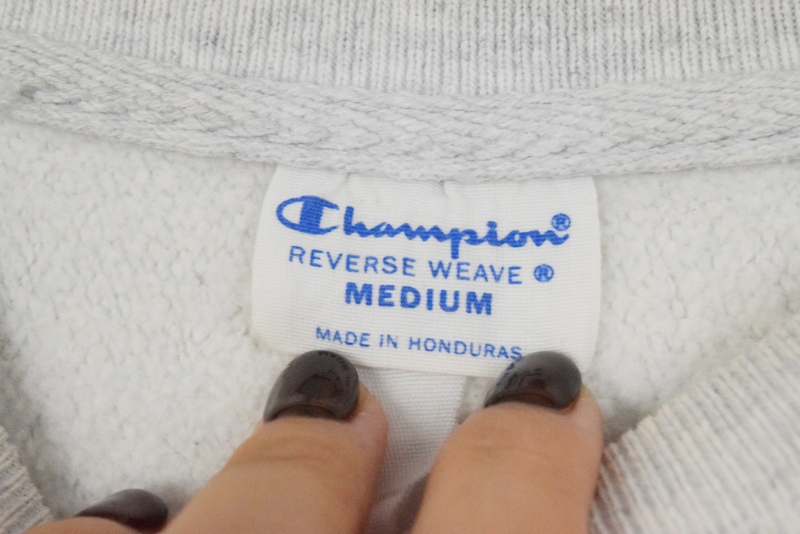 Champion®
REVERSE WEAVE ®
MEDIUM
MADE IN HONDURAS